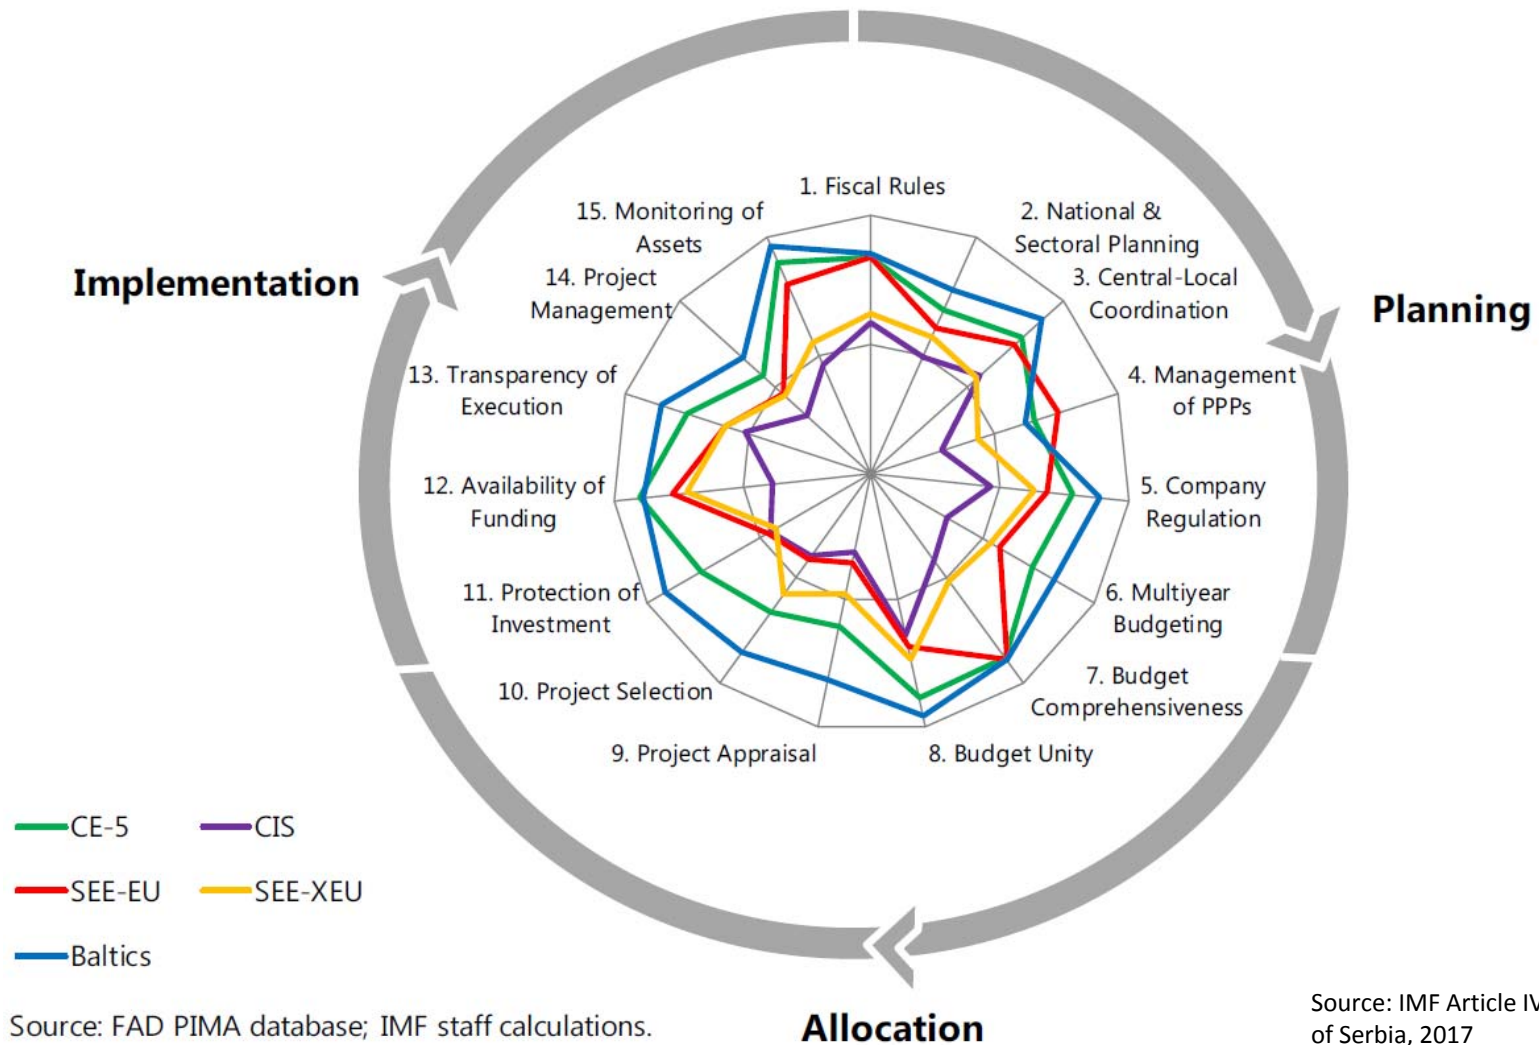 1. Fiscal Rules
2. National &
Sectoral Planning
3. Central-Local
Coordination
4. Management
of PPPs
5. Company
Regulation
6. Multiyear
Budgeting
7. Budget
Comprehensiveness
8. Budget Unity
9. Project Appraisal
10. Project Selection
11. Protection of
Investment
12. Availability of
Funding
13. Transparency of
Execution
14. Project
Management
15. Monitoring of
Assets
Implementation
Planning
Allocation
CE-5
CIS
SEE-EU
SEE-XEU
Baltics
Source: FAD PIMA database; IMF staff calculations.
Source: IMF Article IV
of Serbia, 2017